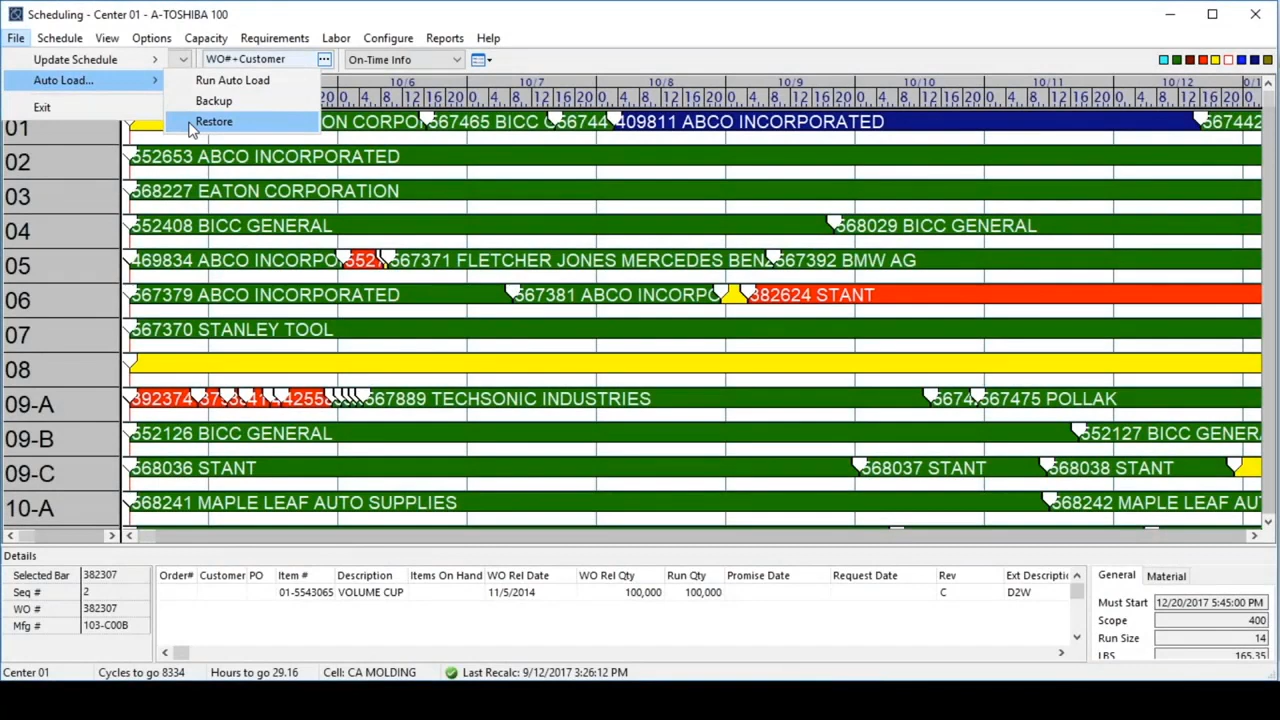 Scheduling - Center 01 - A-TOSHIBA 100
File Schedule View Options Capacity Requirements Labor Configure Reports Help
Update Schedule WO#+Customer On-Time Info
Auto Load... Run Auto Load
Backup
Exit
Restore
10/6 10/7 10/8 10/9 10/10 10/11 10/12
01 ON CORPO 567465 BICC 56744 409811 ABCO INCORPORATED 567442
02 552653 ABCO INCORPORATED
03 568227 EATON CORPORATION
04 552408 BICC GENERAL 568029 BICC GENERAL
05 469834 ABCO INCORPO 552 567371 FLETCHER JONES MERCEDES BENZ 567392 BMW AG
06 567379 ABCO INCORPORATED 567381 ABCO INCORPO 382624 STANT
07 567370 STANLEY TOOL
08
09-A 392374 4255 567889 TECHSONIC INDUSTRIES 5674 567475 POLLAK
09-B 552126 BICC GENERAL 552127 BICC GENERA
09-C 568036 STANT 568037 STANT 568038 STANT
10-A 568241 MAPLE LEAF AUTO SUPPLIES 568242 MAPLE LEAF AU
Details
Selected Bar 382307 Order# Customer PO Item # Description Items On Hand WO Rel Date WO Rel Qty Run Qty Promise Date Request Date Rev Ext Descriptio General Material
Seq # 2 01-5543065 VOLUME CUP 11/5/2014 100,000 100,000 C D2W
Must Start 12/20/2017 5:45:00 PM
WO # 382307
Scope 400
Mfg # 103-C00B
Run Size 14
LBS 165.35
Center 01 Cycles to go 8334 Hours to go 29.16 Cell: CA MOLDING Last Recalc: 9/12/2017 3:26:12 PM